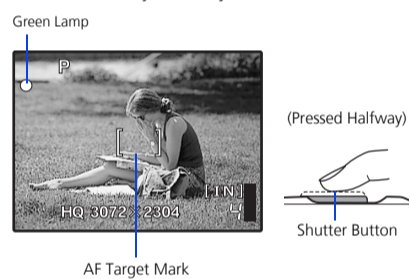 Green Lamp
P
[IN]
HQ 3072×2304
4
(Pressed Halfway)
Shutter Button
AF Target Mark